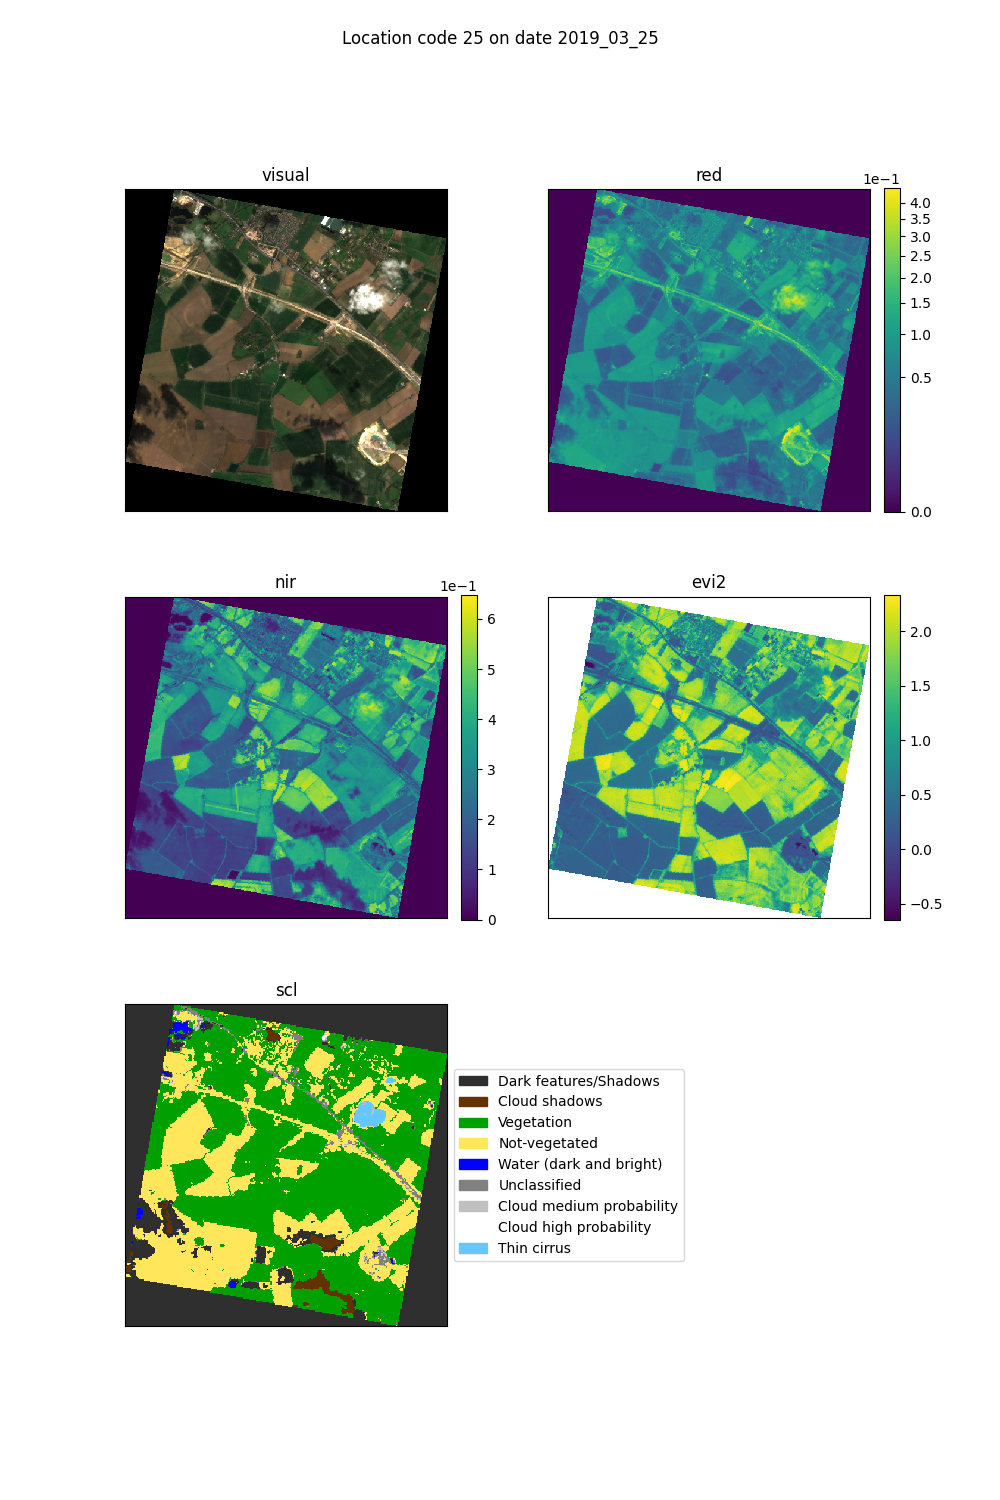 Location code 25 on date 2019_03_25
visual
red
1e−1
4.0
3.5
3.0
2.5
2.0
1.5
1.0
0.5
0.0
nir
1e−1
6
5
4
3
2
1
0
evi2
2.0
1.5
1.0
0.5
0.0
−0.5
scl
Dark features/Shadows
Cloud shadows
Vegetation
Not-vegetated
Water (dark and bright)
Unclassified
Cloud medium probability
Cloud high probability
Thin cirrus